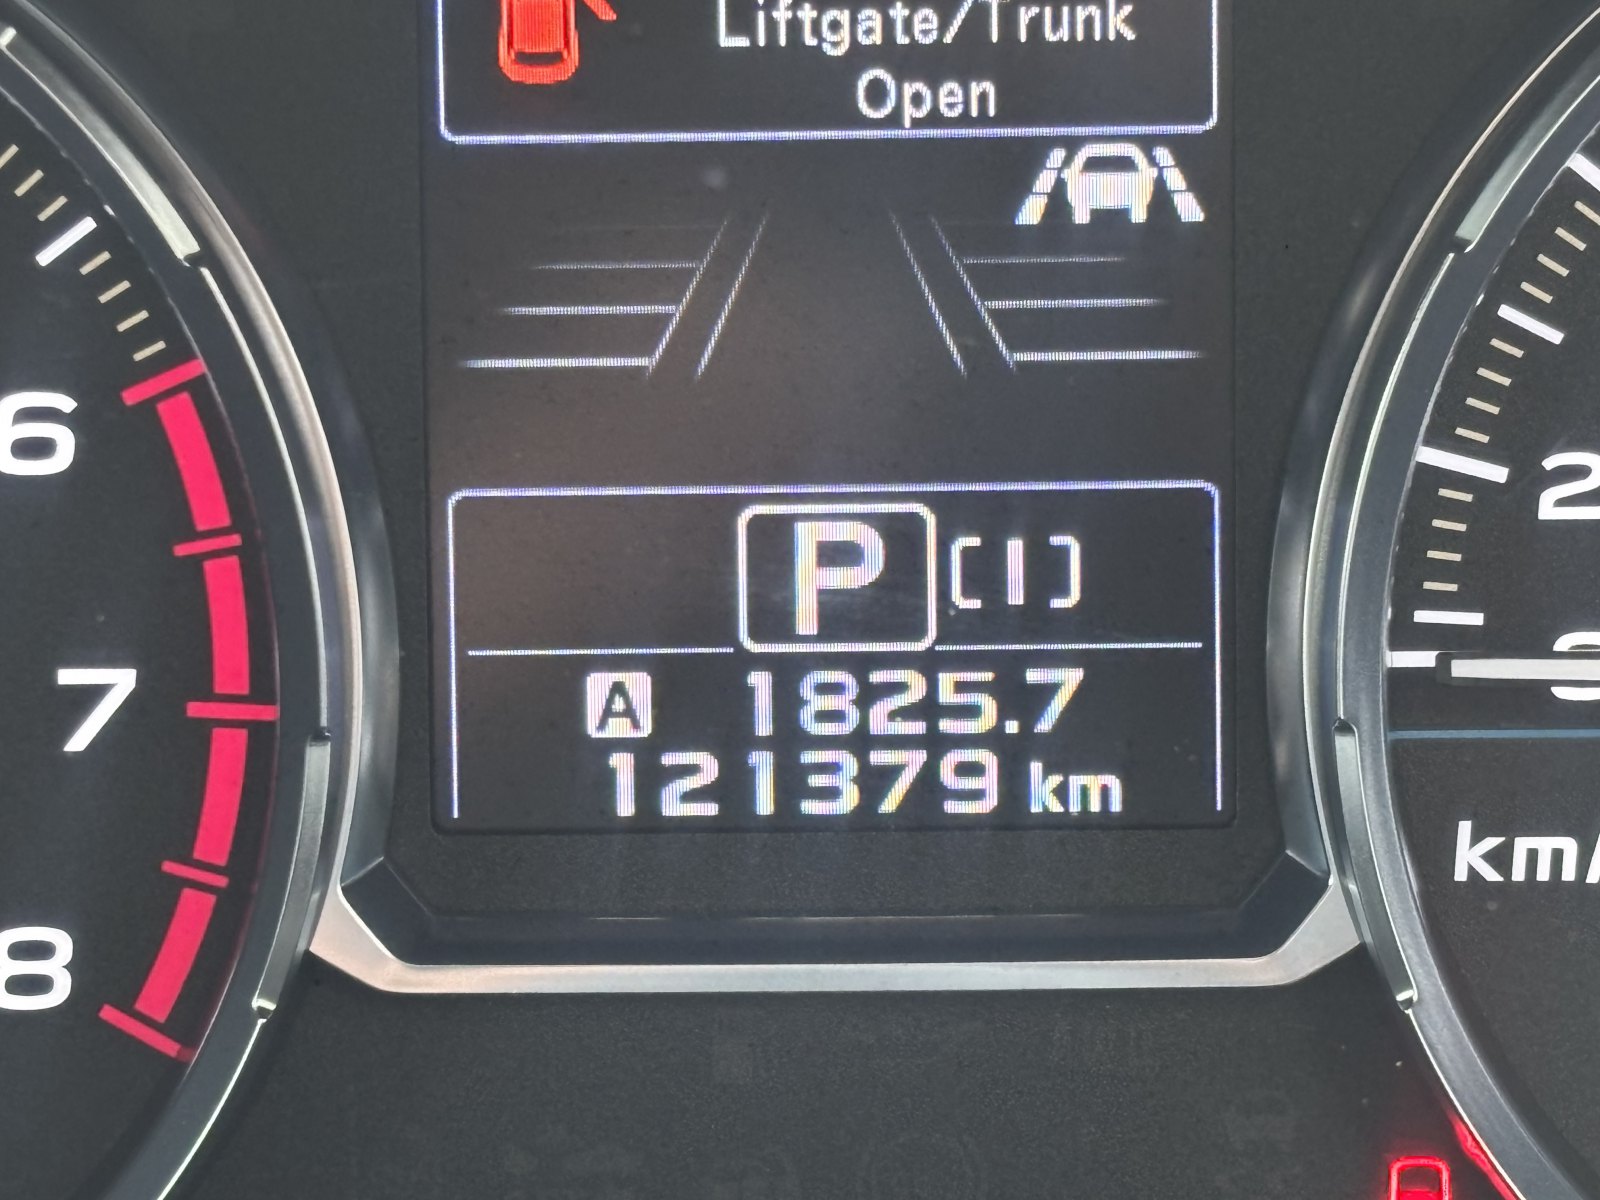 Liftgate/Trunk
Open
6
P [I]
2
A 1825.7
7
121379 km
km/
8